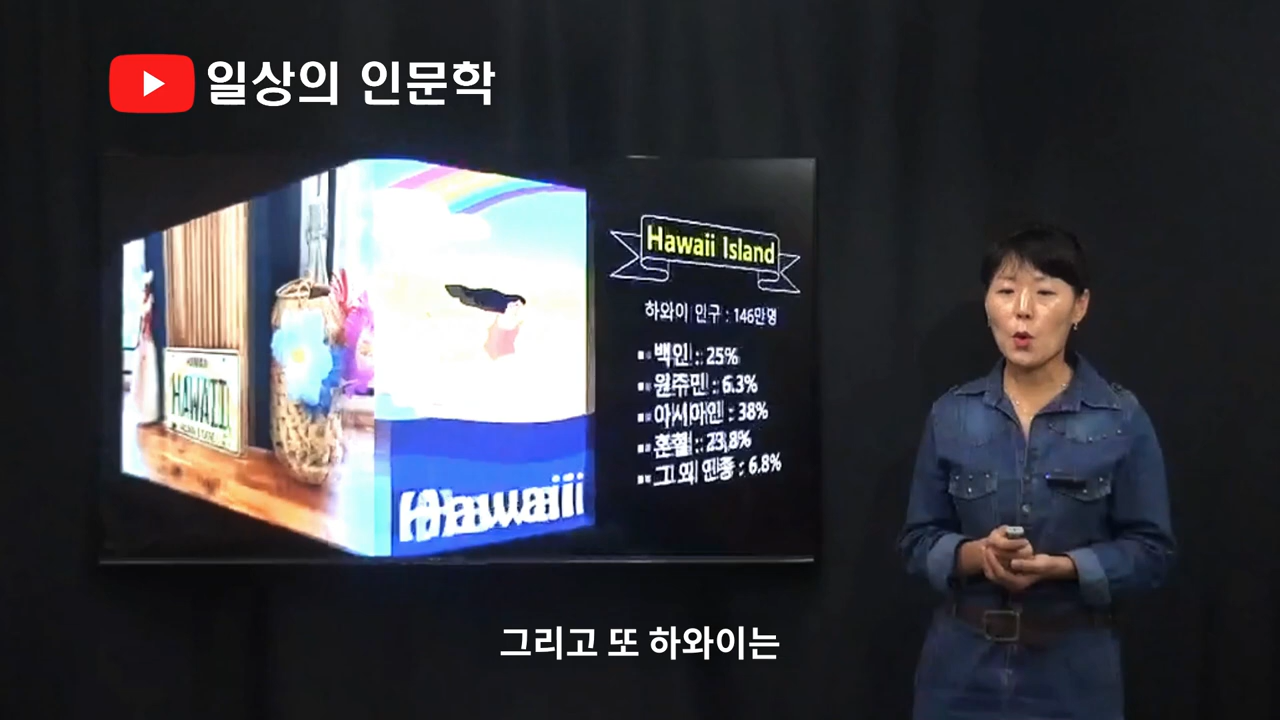 일상의 인문학
Hawaii Island
하와이 인구 : 146만명
백인 : 25%
원주민 : 6.3%
아시아인 : 38%
혼혈 : 23,8%
그 외 인종 : 6.8%
HAWAII
Hawaii
그리고 또 하와이는